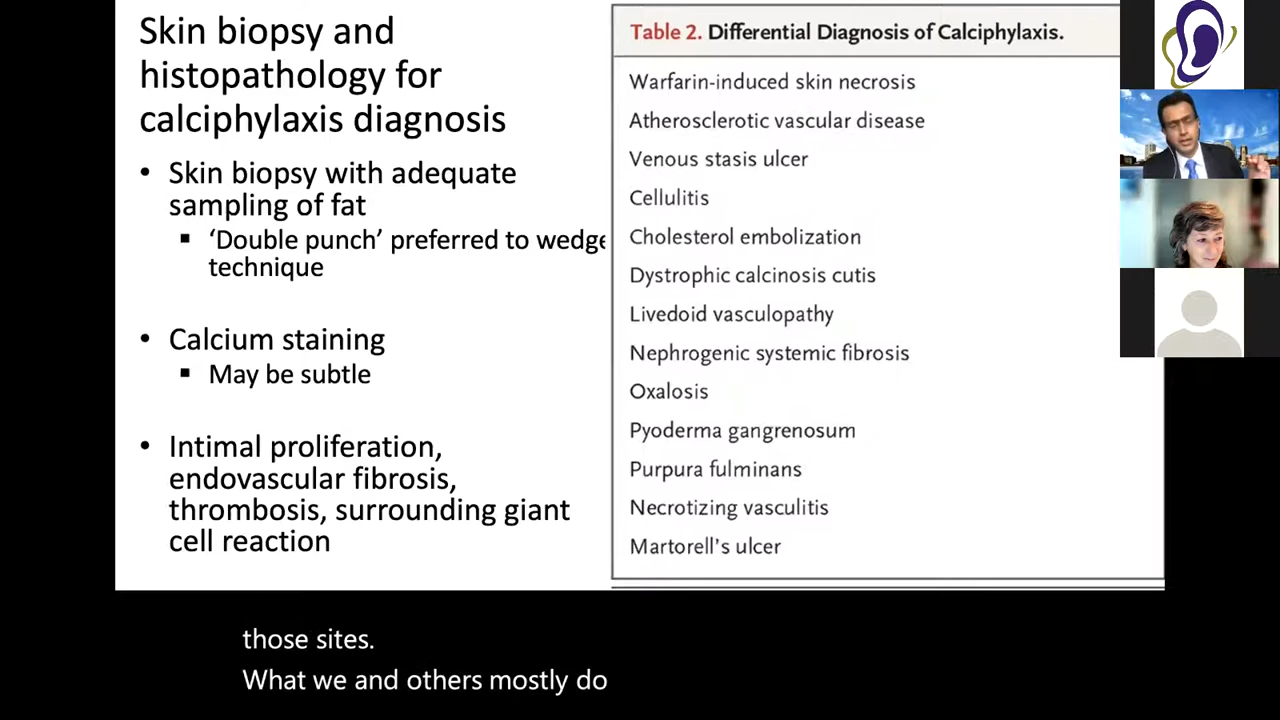 Skin biopsy and
histopathology for
calciphylaxis diagnosis
• Skin biopsy with adequate
sampling of fat
▪ ‘Double punch’ preferred to wedge
technique
• Calcium staining
▪ May be subtle
• Intimal proliferation,
endovascular fibrosis,
thrombosis, surrounding giant
cell reaction
Table 2. Differential Diagnosis of Calciphylaxis.
Warfarin-induced skin necrosis
Atherosclerotic vascular disease
Venous stasis ulcer
Cellulitis
Cholesterol embolization
Dystrophic calcinosis cutis
Livedoid vasculopathy
Nephrogenic systemic fibrosis
Oxalosis
Pyoderma gangrenosum
Purpura fulminans
Necrotizing vasculitis
Martorell’s ulcer
those sites.
What we and others mostly do